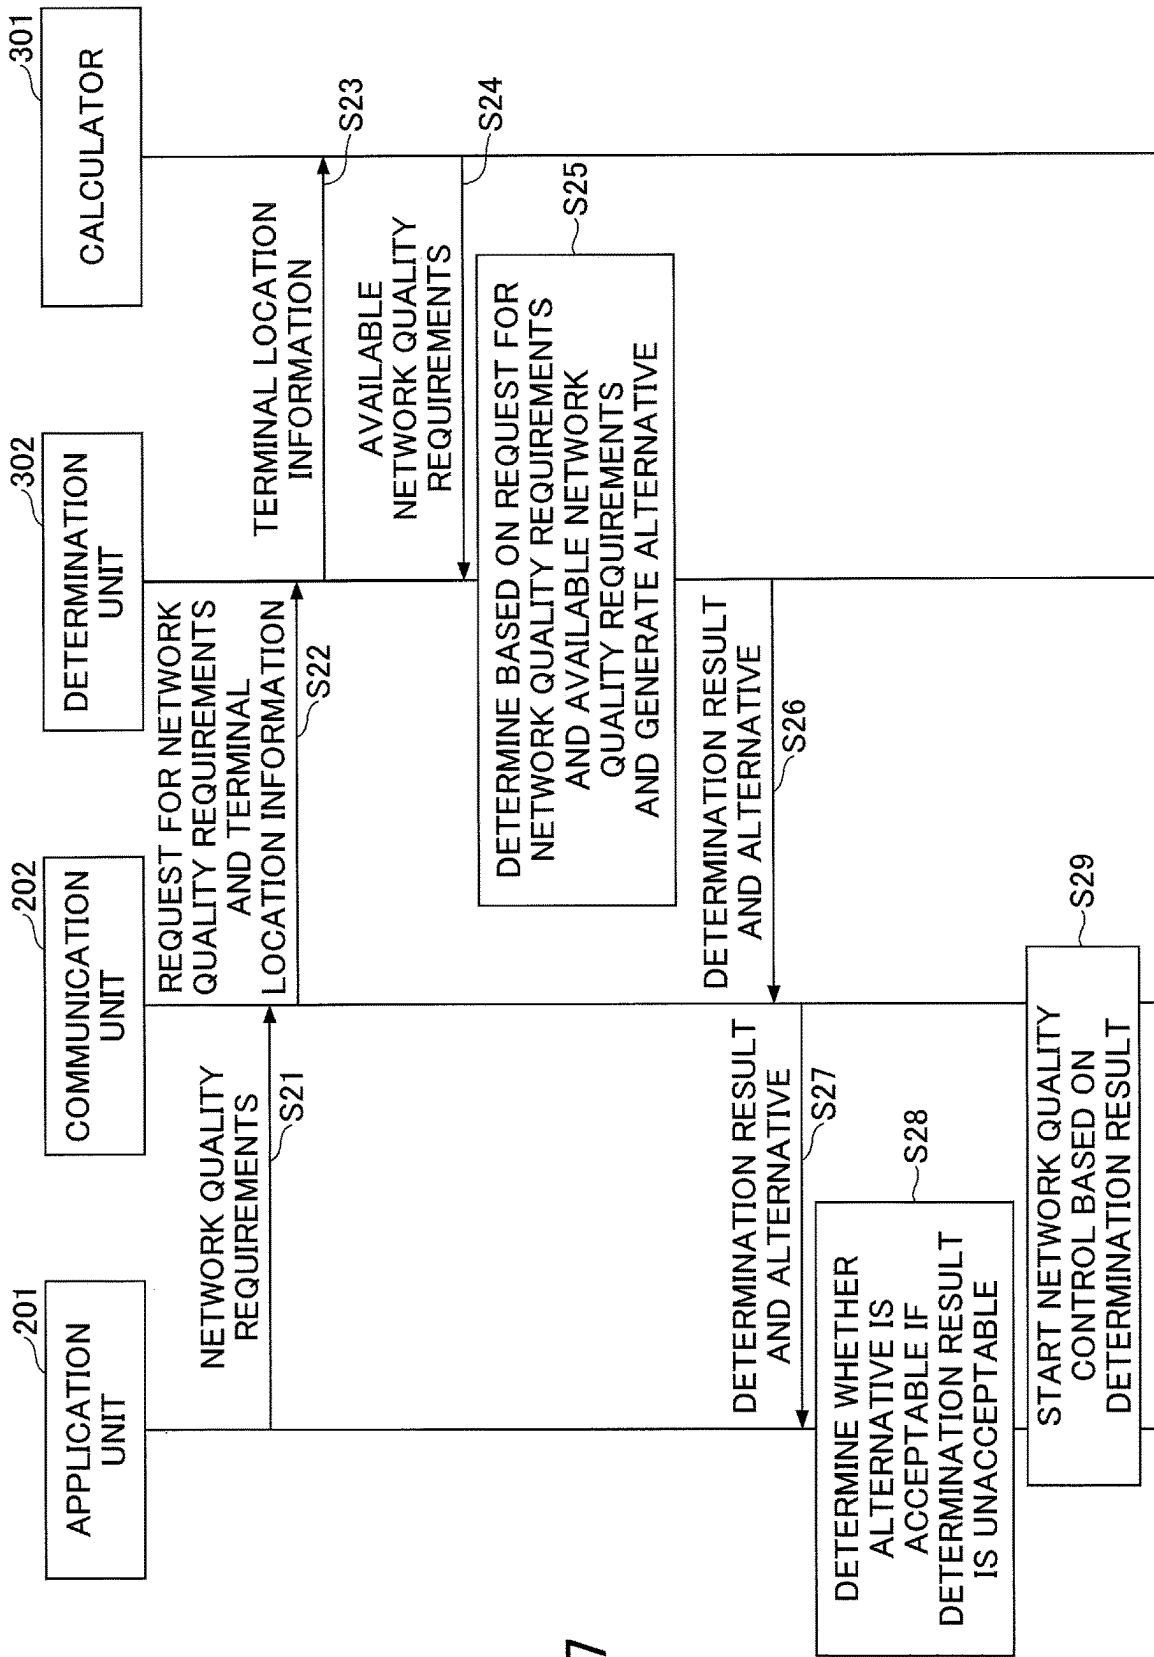 201
APPLICATION
UNIT
202
COMMUNICATION
UNIT
302
DETERMINATION
UNIT
301
CALCULATOR
NETWORK QUALITY
REQUIREMENTS
S21
REQUEST FOR NETWORK
QUALITY REQUIREMENTS
AND TERMINAL
LOCATION INFORMATION
S22
TERMINAL LOCATION
INFORMATION
S23
AVAILABLE
NETWORK QUALITY
REQUIREMENTS
S24
DETERMINE BASED ON REQUEST FOR
NETWORK QUALITY REQUIREMENTS
AND AVAILABLE NETWORK
QUALITY REQUIREMENTS
AND GENERATE ALTERNATIVE
S25
DETERMINATION RESULT
AND ALTERNATIVE
S26
DETERMINATION RESULT
AND ALTERNATIVE
S27
DETERMINE WHETHER
ALTERNATIVE IS
ACCEPTABLE IF
DETERMINATION RESULT
IS UNACCEPTABLE
S28
START NETWORK QUALITY
CONTROL BASED ON
DETERMINATION RESULT
S29
7